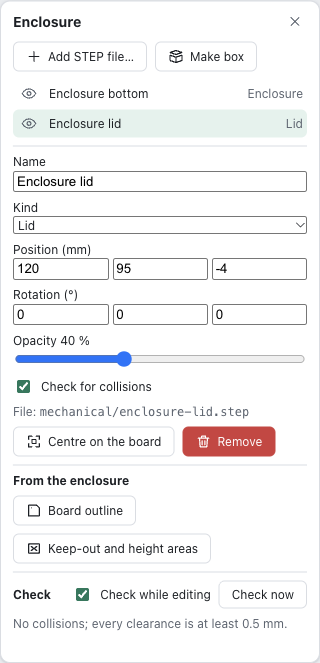 Enclosure
Add STEP file... Make box
Enclosure bottom Enclosure
Enclosure lid Lid
Name
Enclosure lid
Kind
Lid
Position (mm)
120 95 -4
Rotation (°)
0 0 0
Opacity 40 %
Check for collisions
File: mechanical/enclosure-lid.step
Centre on the board Remove
From the enclosure
Board outline
Keep-out and height areas
Check Check while editing Check now
No collisions; every clearance is at least 0.5 mm.